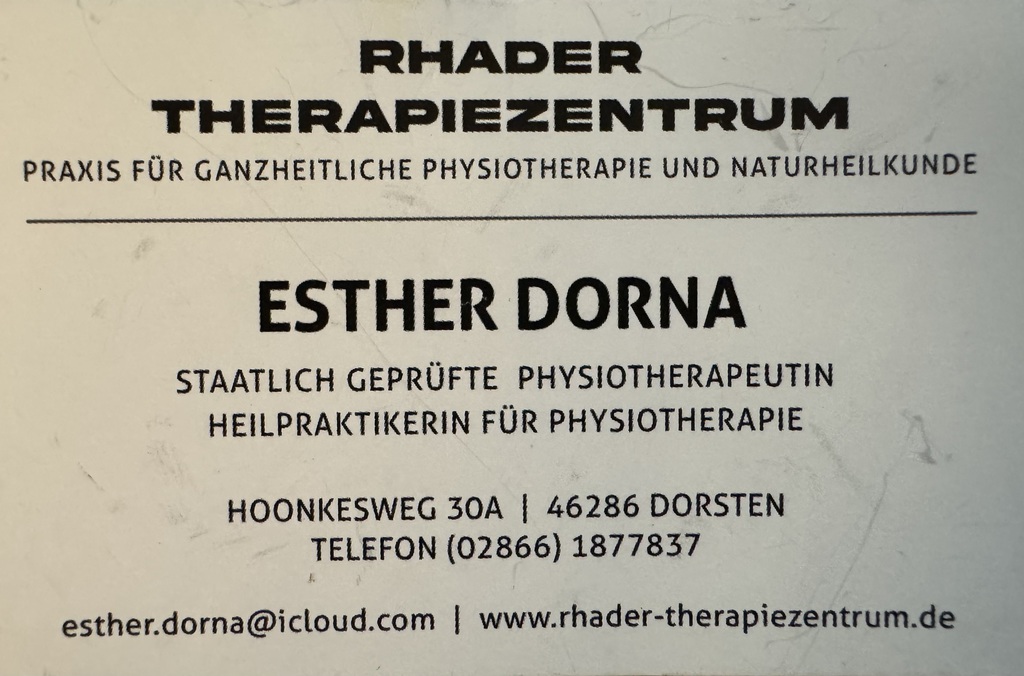 RHADER
THERAPIEZENTRUM
PRAXIS FÜR GANZHEITLICHE PHYSIOTHERAPIE UND NATURHEILKUNDE
ESTHER DORNA
STAATLICH GEPRÜFTE PHYSIOTHERAPEUTIN
HEILPRAKTIKERIN FÜR PHYSIOTHERAPIE
HOONKESWEG 30A | 46286 DORSTEN
TELEFON (02866) 1877837
esther.dorna@icloud.com | www.rhader-therapiezentrum.de